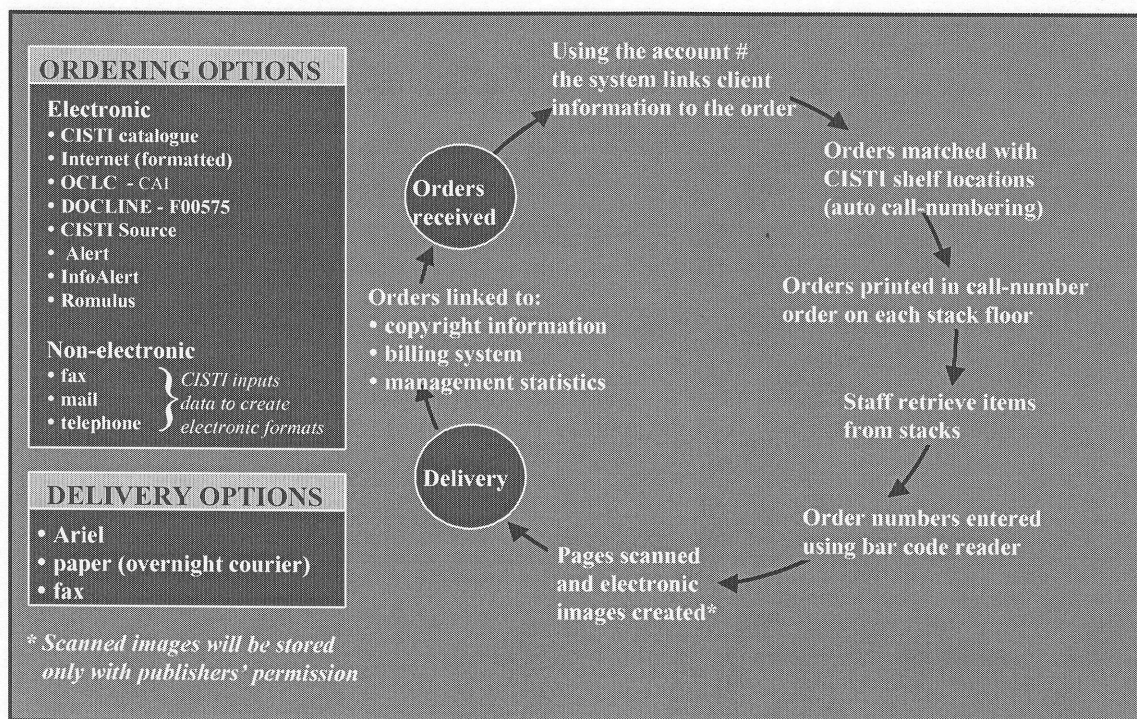 ORDERING OPTIONS
Electronic
• CISTI catalogue
• Internet (formatted)
• OCLC - CAI
• DOCLINE - F00575
• CISTI Source
• Alert
• InfoAlert
• Romulus
Non-electronic
• fax
• mail
• telephone
CISTI inputs
data to create
electronic formats
DELIVERY OPTIONS
• Ariel
• paper (overnight courier)
• fax
* Scanned images will be stored
only with publishers' permission
Orders
received
Using the account #
the system links client
information to the order
Orders matched with
CISTI shelf locations
(auto call-numbering)
Orders printed in call-number
order on each stack floor
Staff retrieve items
from stacks
Order numbers entered
using bar code reader
Pages scanned
and electronic
images created*
Delivery
Orders linked to:
• copyright information
• billing system
• management statistics